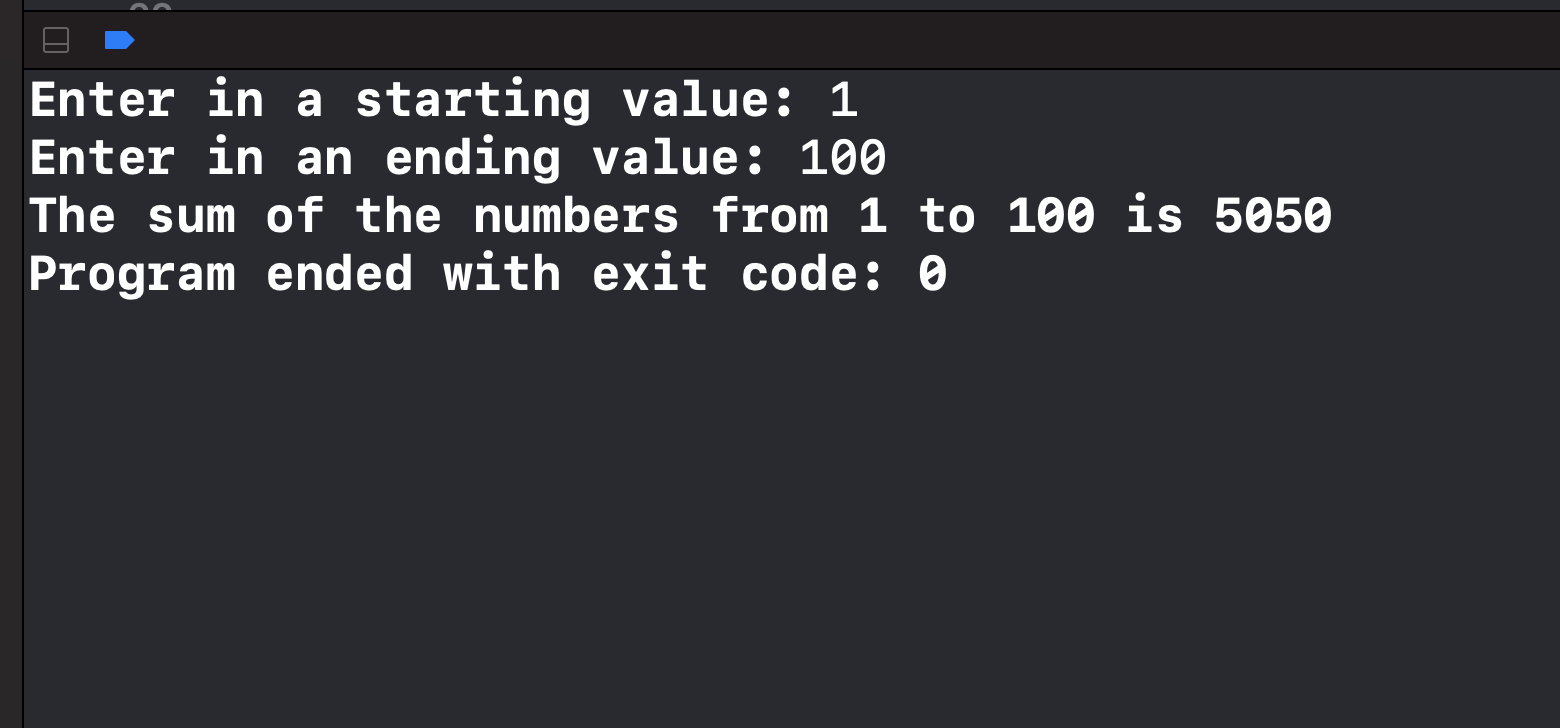 Enter in a starting value: 1
Enter in an ending value: 100
The sum of the numbers from 1 to 100 is 5050
Program ended with exit code: 0